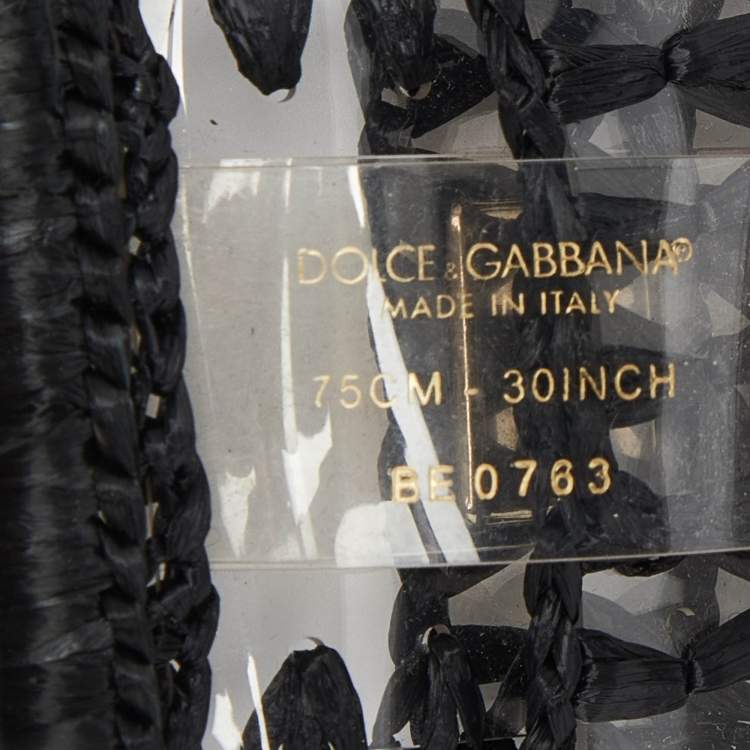 DOLCE & GABBANA®
MADE IN ITALY
75CM - 30INCH
BE0763